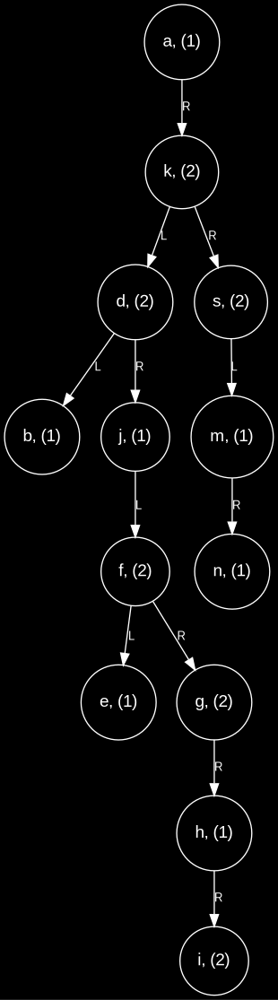 a, (1)
R
k, (2)
L R
d, (2) s, (2)
L R L
b, (1) j, (1) m, (1)
L R
f, (2) n, (1)
L R
e, (1) g, (2)
R
h, (1)
R
i, (2)